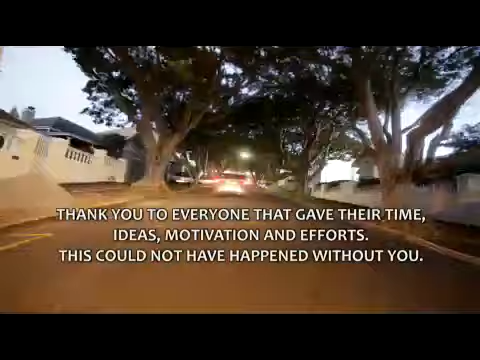 THANK YOU TO EVERYONE THAT GAVE THEIR TIME,
IDEAS, MOTIVATION AND EFFORTS.
THIS COULD NOT HAVE HAPPENED WITHOUT YOU.